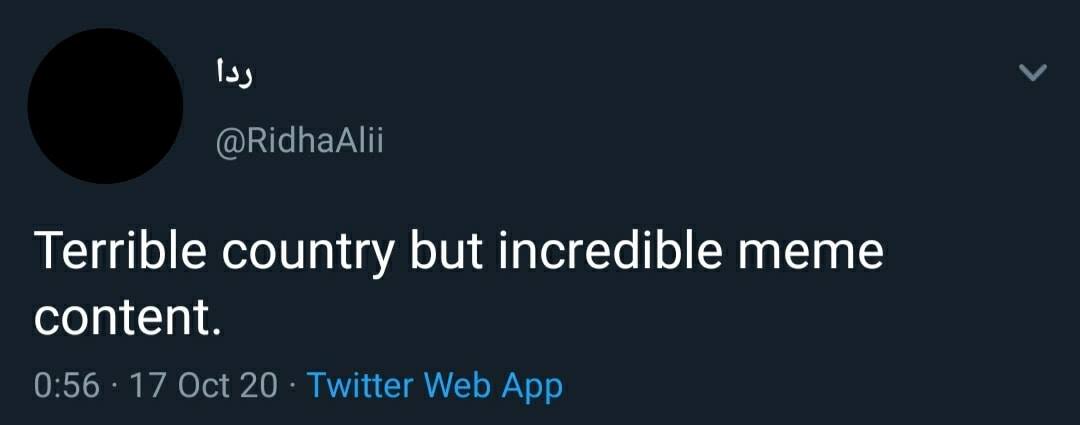 ردا
@RidhaAlii
Terrible country but incredible meme
content.
0:56 · 17 Oct 20 · Twitter Web App